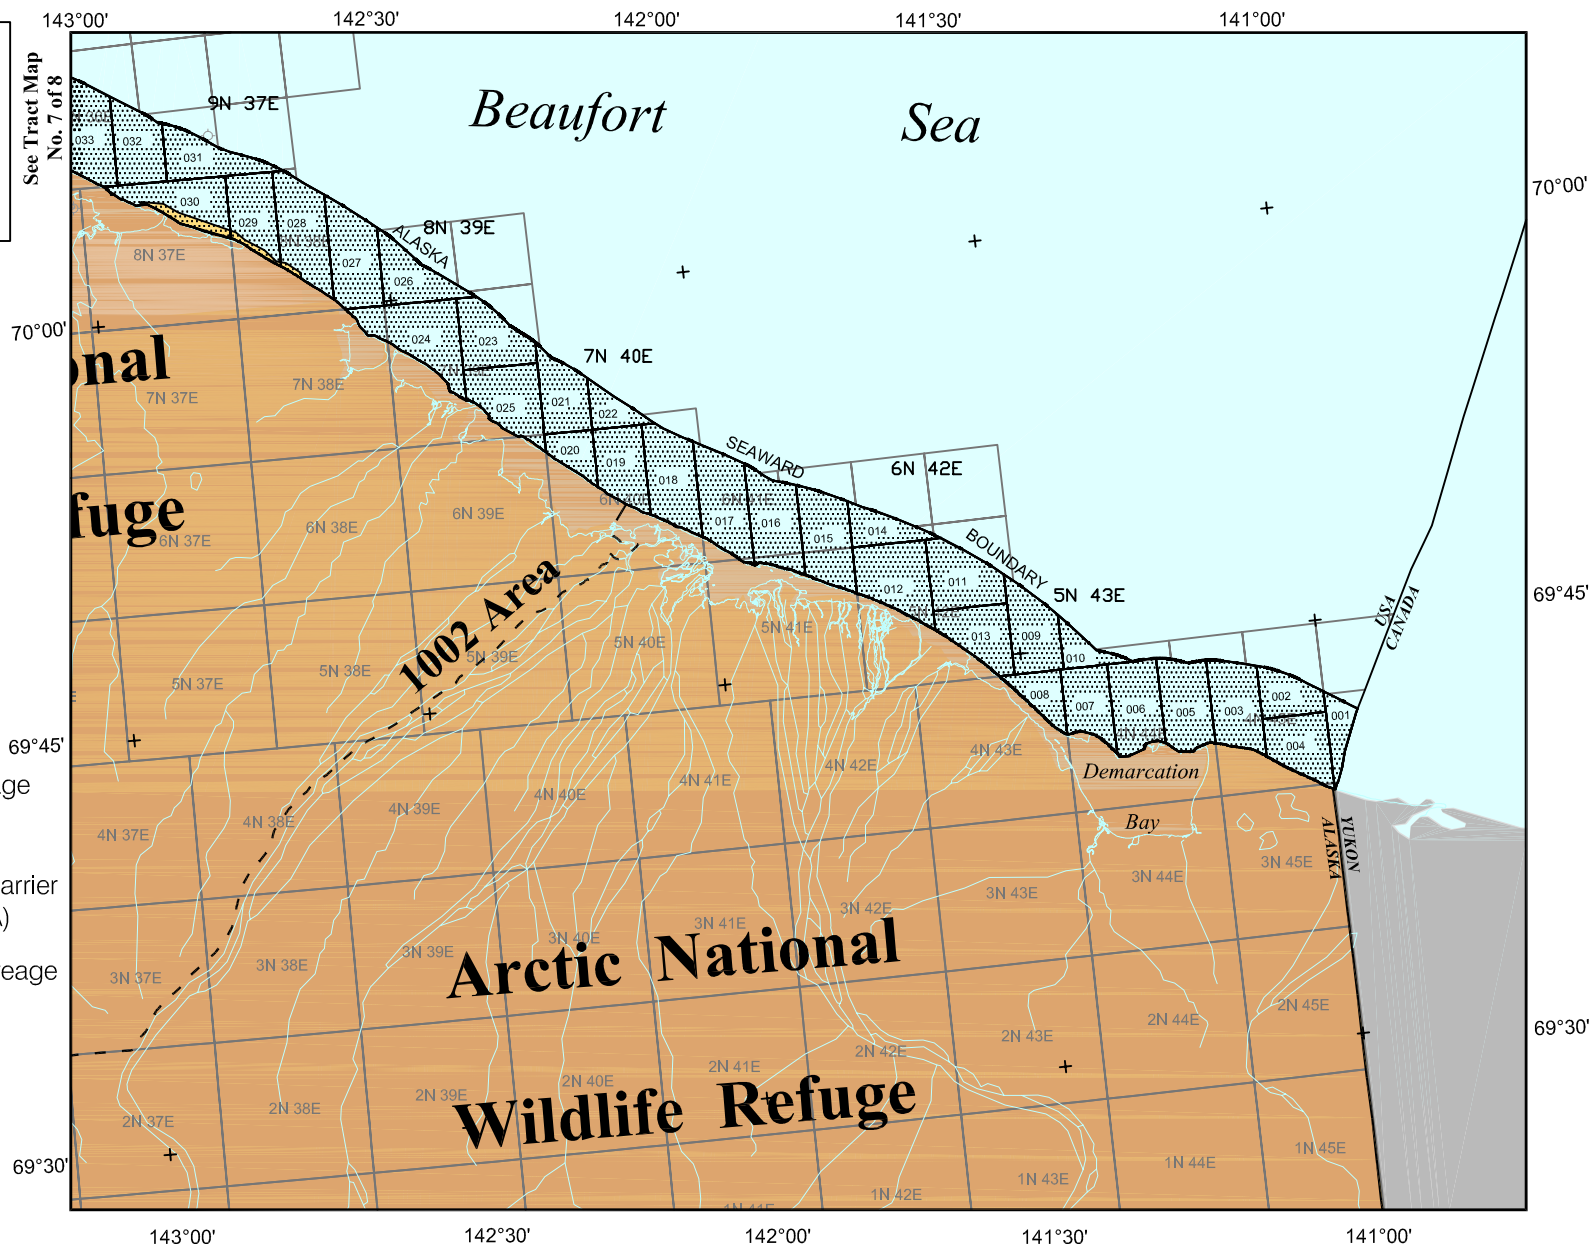 143°00'
142°30'
142°00'
141°30'
141°00'
See Tract Map
No. 7 of 8
Beaufort Sea
9N 37E
8N 39E
7N 40E
6N 42E
5N 43E
ALASKA
SEAWARD
BOUNDARY
70°00'
70°00'
69°45'
69°45'
69°30'
69°30'
033
032
031
030
029
028
027
026
024
023
025
021
022
020
019
018
017
016
015
014
012
011
013
009
010
008
007
006
005
003
002
001
004
USA
CANADA
YUKON
ALASKA
8N 37E
7N 37E
7N 38E
6N 37E
6N 38E
6N 39E
5N 37E
5N 38E
5N 39E
5N 40E
5N 41E
4N 37E
4N 38E
4N 39E
4N 40E
4N 41E
4N 42E
4N 43E
3N 37E
3N 38E
3N 39E
3N 40E
3N 41E
3N 42E
3N 43E
3N 44E
3N 45E
2N 37E
2N 38E
2N 39E
2N 40E
2N 41E
2N 42E
2N 43E
2N 44E
2N 45E
1N 41E
1N 42E
1N 43E
1N 44E
1N 45E
onal
fuge
1002 Area
Demarcation
Bay
Arctic National
Wildlife Refuge
ge
arrier
A)
eage
143°00'
142°30'
142°00'
141°30'
141°00'